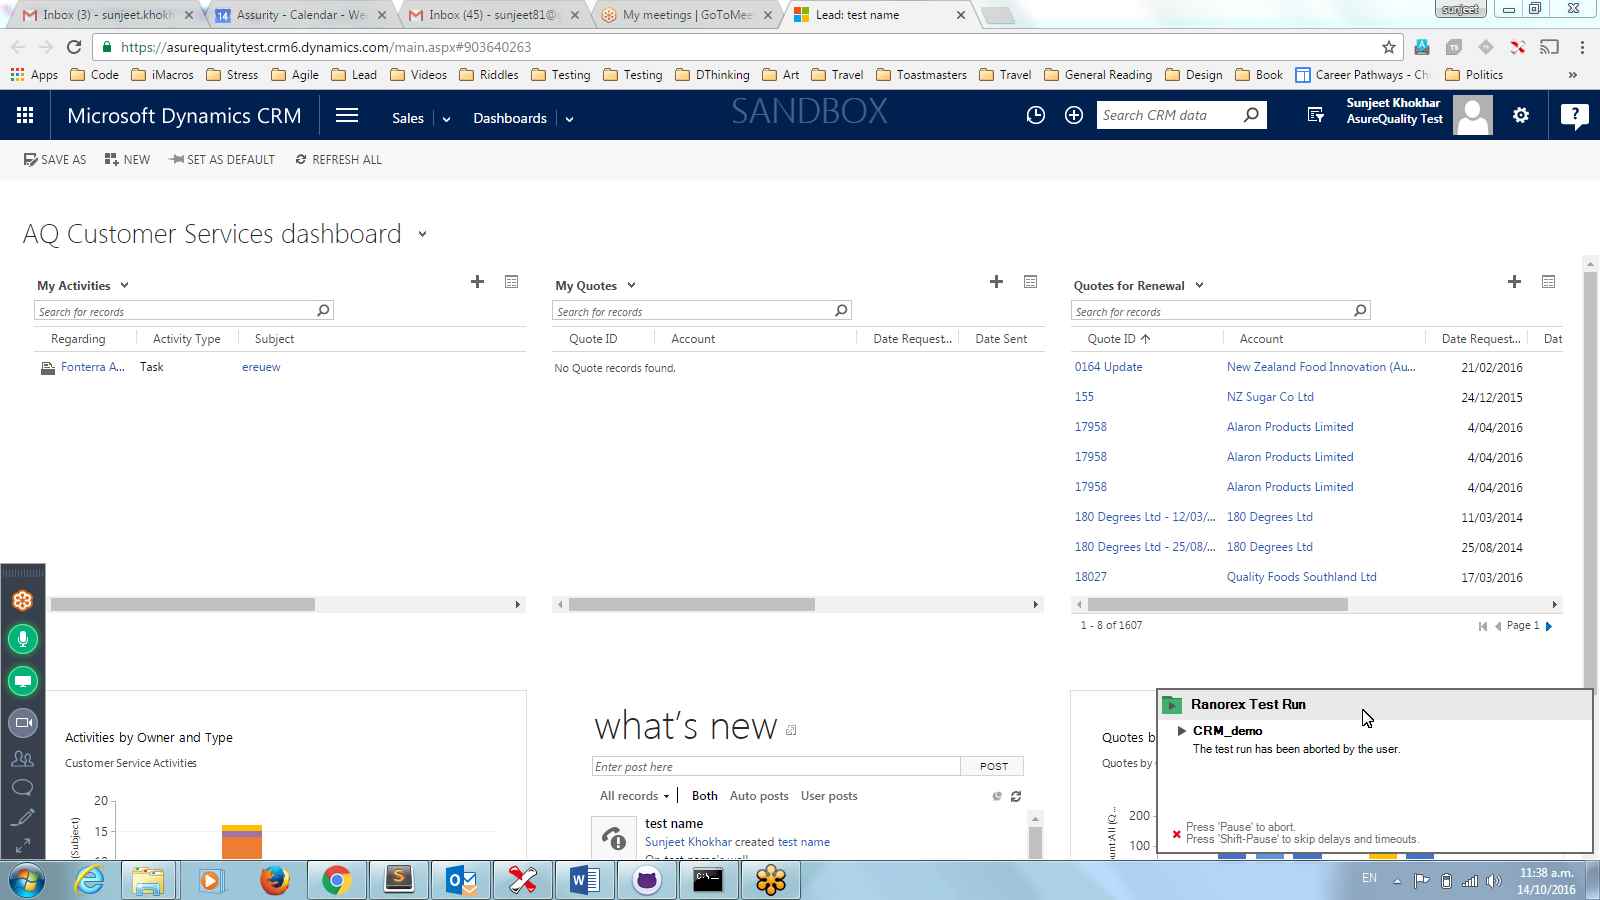 Inbox (3) - sunjeet.khokh
Assurity - Calendar - We
Inbox (45) - sunjeet81@
My meetings | GoToMee
Lead: test name
sunjeet
https://asurequalitytest.crm6.dynamics.com/main.aspx#903640263
Apps Code iMacros Stress Agile Lead Videos Riddles Testing Testing DThinking Art Travel Toastmasters Travel General Reading Design Book Career Pathways - Ch Politics »
Microsoft Dynamics CRM Sales Dashboards SANDBOX Search CRM data
Sunjeet Khokhar
AsureQuality Test
SAVE AS NEW SET AS DEFAULT REFRESH ALL
AQ Customer Services dashboard
My Activities
Search for records
Regarding Activity Type Subject
Fonterra A... Task ereuew
My Quotes
Search for records
Quote ID Account Date Request... Date Sent
No Quote records found.
Quotes for Renewal
Search for records
Quote ID Account Date Request... Dat
0164 Update New Zealand Food Innovation (Au... 21/02/2016
155 NZ Sugar Co Ltd 24/12/2015
17958 Alaron Products Limited 4/04/2016
17958 Alaron Products Limited 4/04/2016
17958 Alaron Products Limited 4/04/2016
180 Degrees Ltd - 12/03/... 180 Degrees Ltd 11/03/2014
180 Degrees Ltd - 25/08/... 180 Degrees Ltd 25/08/2014
18027 Quality Foods Southland Ltd 17/03/2016
1 - 8 of 1607 Page 1
Activities by Owner and Type
Customer Service Activities
20
15
(Subject)
what's new
Enter post here POST
All records Both Auto posts User posts
test name
Sunjeet Khokhar created test name
On test name's wall
Quotes b
Quotes by
200
100
Ranorex Test Run
CRM_demo
The test run has been aborted by the user.
Press 'Pause' to abort.
Press 'Shift-Pause' to skip delays and timeouts.
EN
11:38 a.m.
14/10/2016